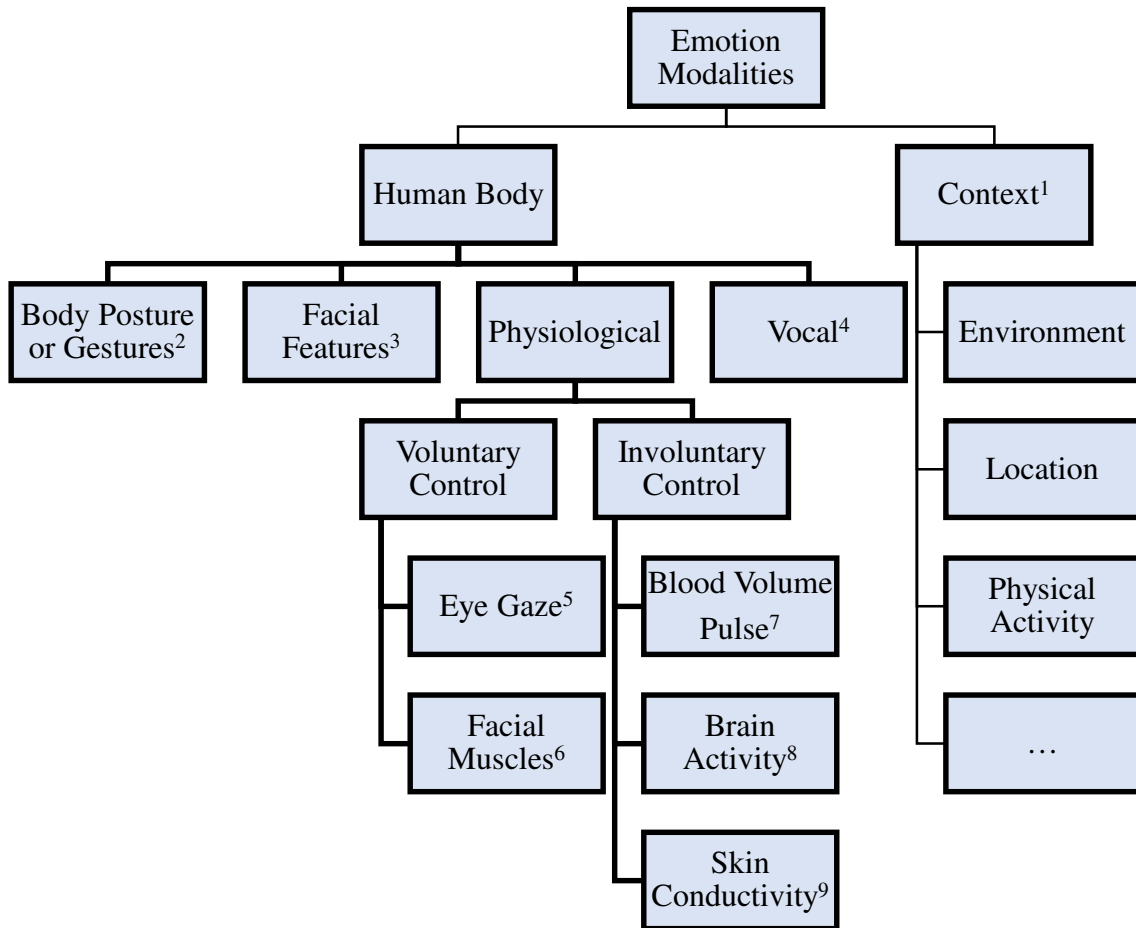 Emotion
Modalities
Human Body
Context¹
Body Posture
or Gestures²
Facial
Features³
Physiological
Vocal⁴
Environment
Voluntary
Control
Involuntary
Control
Location
Eye Gaze⁵
Blood Volume
Pulse⁷
Physical
Activity
Facial
Muscles⁶
Brain
Activity⁸
…
Skin
Conductivity⁹